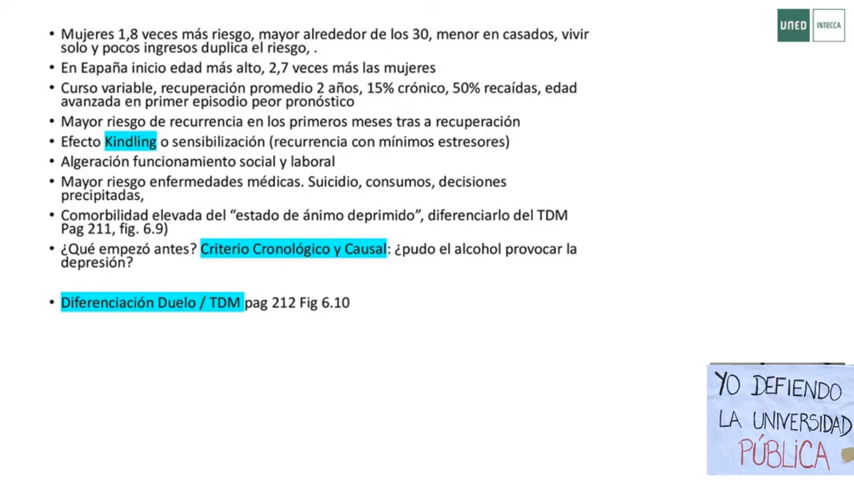 • Mujeres 1,8 veces más riesgo, mayor alrededor de los 30, menor en casados, vivir
solo y pocos ingresos duplica el riesgo, .
• En Eapaña inicio edad más alto, 2,7 veces más las mujeres
• Curso variable, recuperación promedio 2 años, 15% crónico, 50% recaídas, edad
avanzada en primer episodio peor pronóstico
• Mayor riesgo de recurrencia en los primeros meses tras a recuperación
• Efecto Kindling o sensibilización (recurrencia con mínimos estresores)
• Algeración funcionamiento social y laboral
• Mayor riesgo enfermedades médicas. Suicidio, consumos, decisiones
precipitadas,
• Comorbilidad elevada del “estado de ánimo deprimido”, diferenciarlo del TDM
Pag 211, fig. 6.9)
• ¿Qué empezó antes? Criterio Cronológico y Causal: ¿pudo el alcohol provocar la
depresión?
• Diferenciación Duelo / TDM pag 212 Fig 6.10
UNED INTECCA
YO DEFIENDO
LA UNIVERSIDAD
PÚBLICA